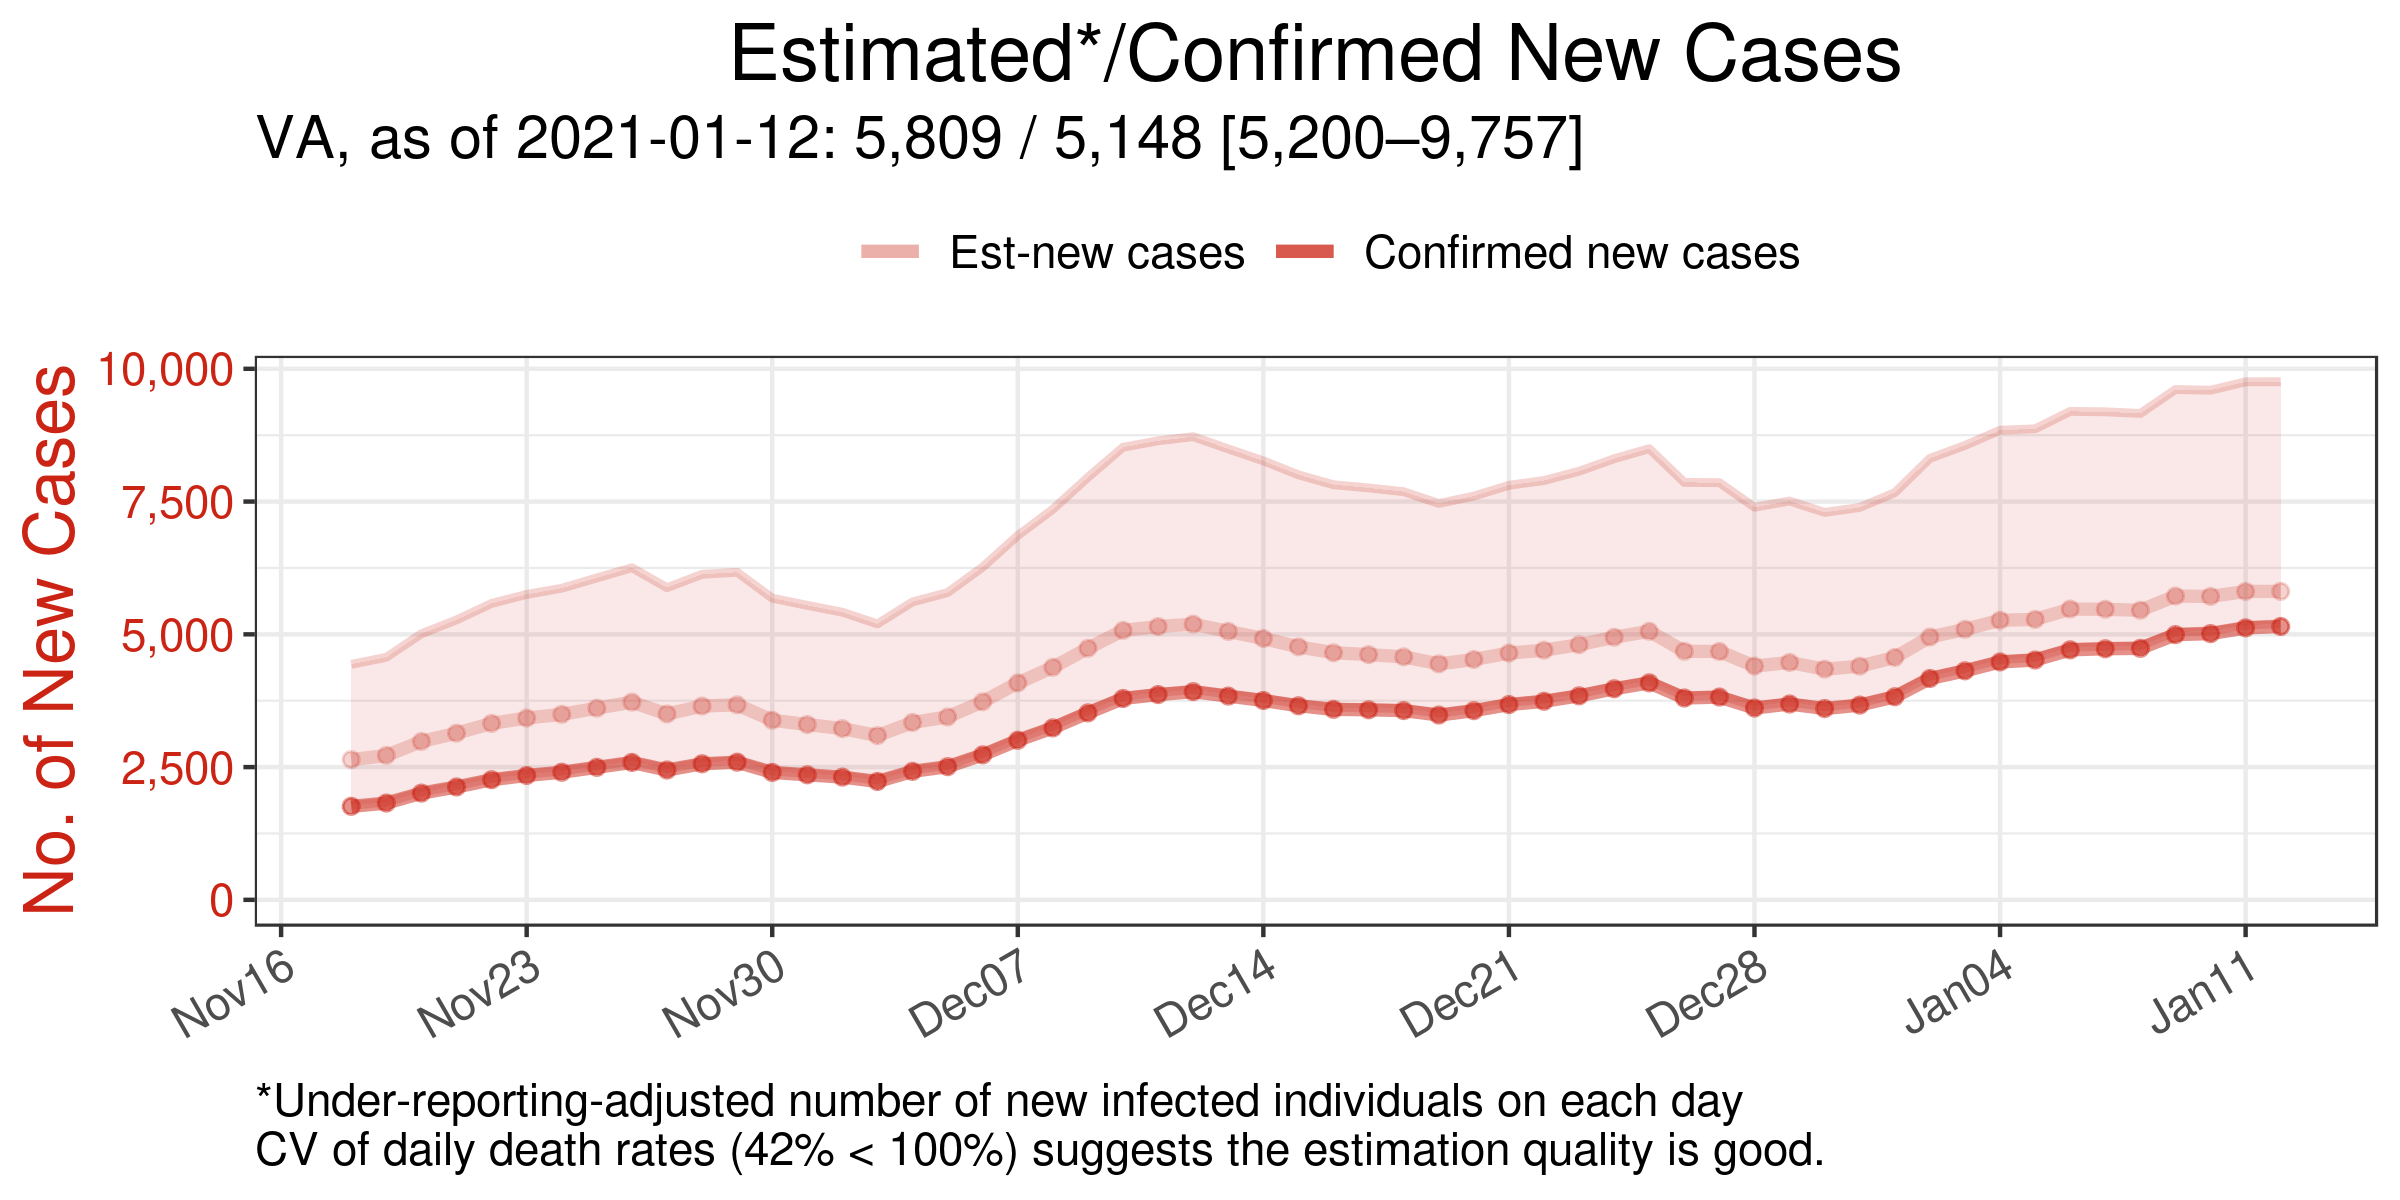 Estimated*/Confirmed New Cases
VA, as of 2021-01-12: 5,809 / 5,148 [5,200–9,757]
Est-new cases
Confirmed new cases
No. of New Cases
10,000
7,500
5,000
2,500
0
Nov16
Nov23
Nov30
Dec07
Dec14
Dec21
Dec28
Jan04
Jan11
*Under-reporting-adjusted number of new infected individuals on each day
CV of daily death rates (42% < 100%) suggests the estimation quality is good.